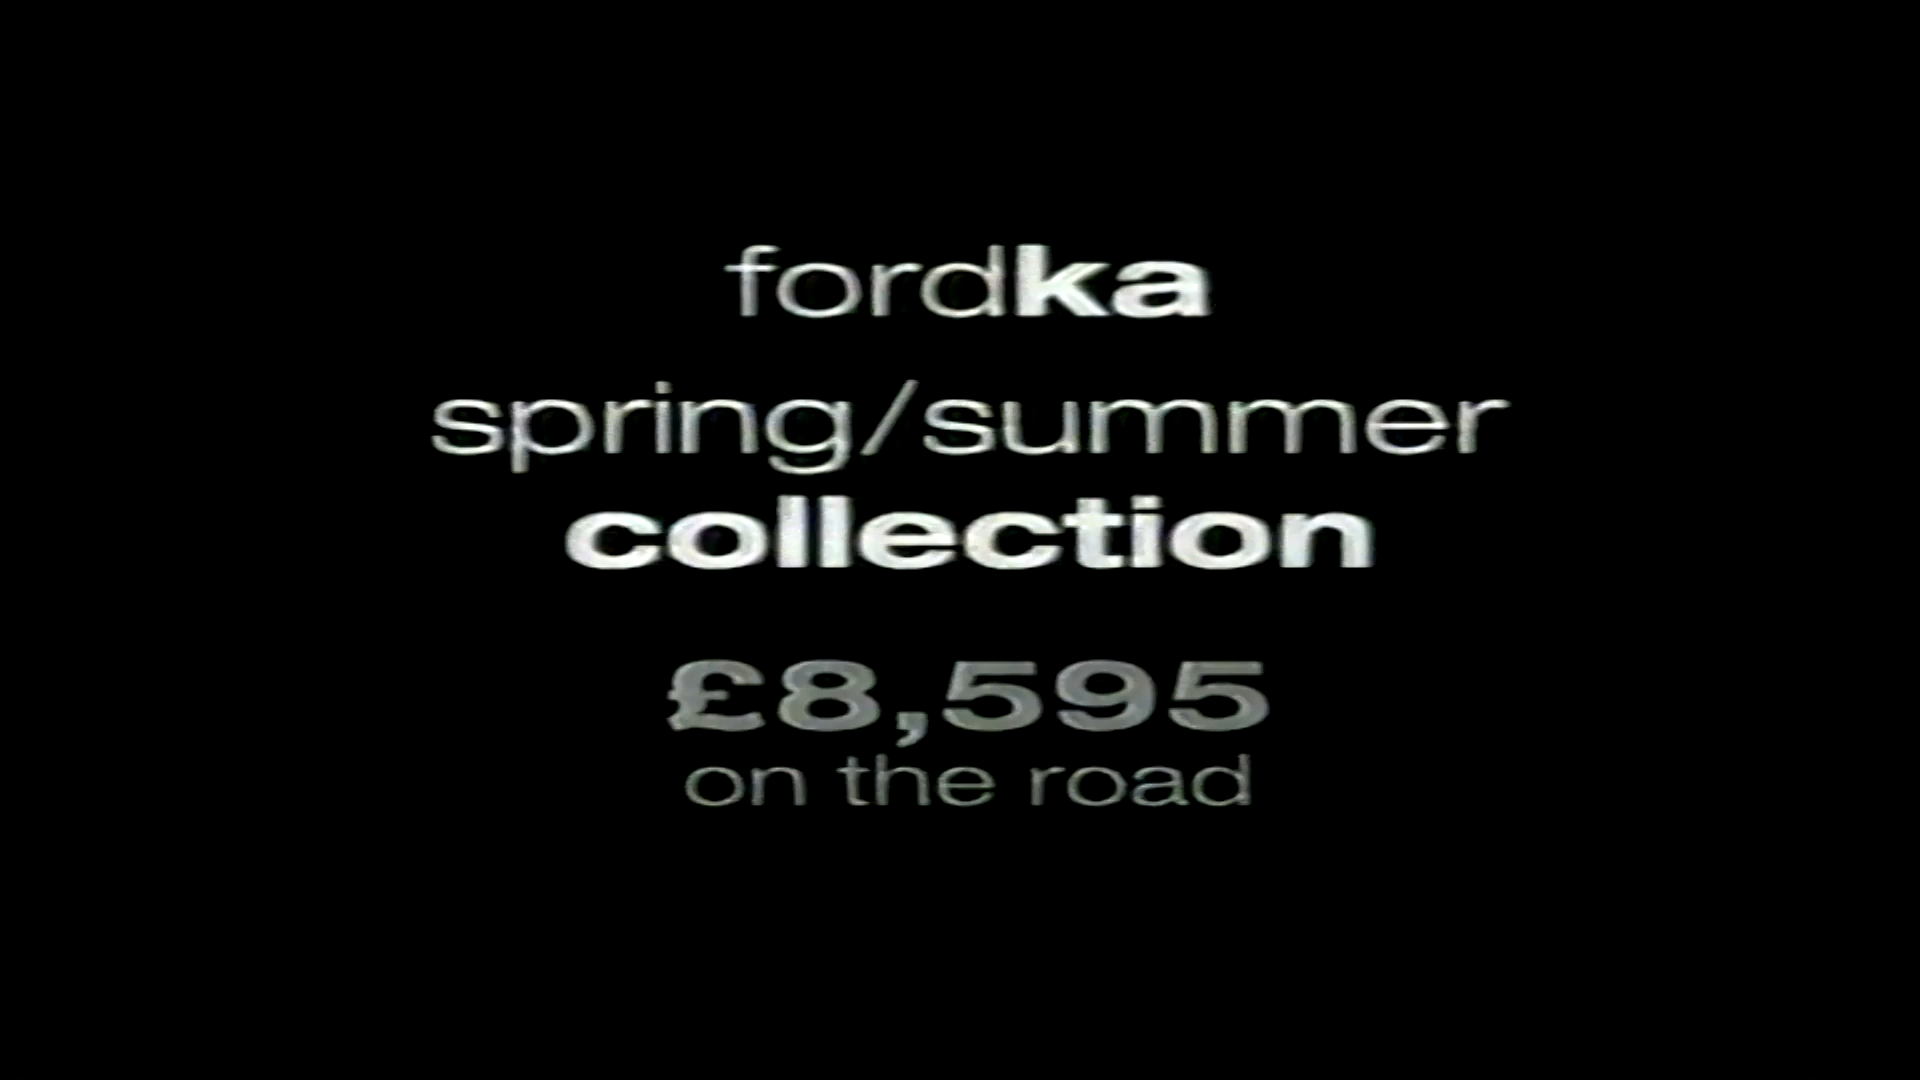 fordka
spring/summer
collection
£8,595
on the road